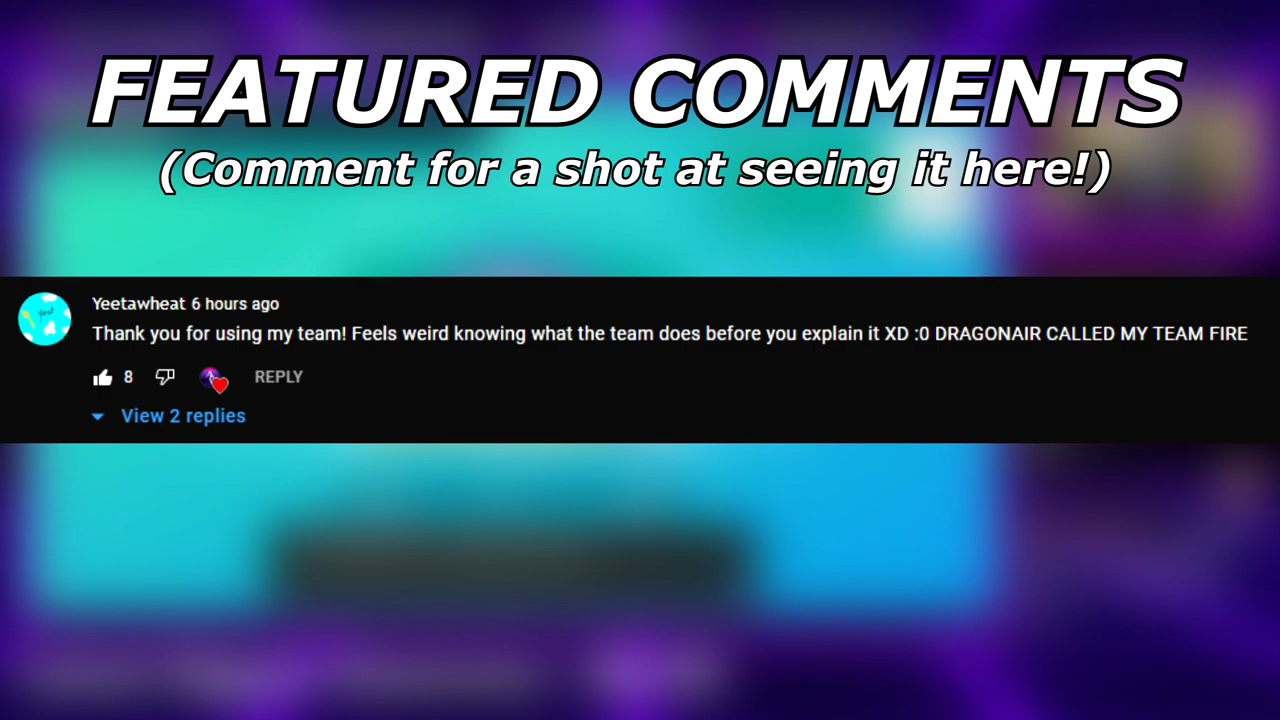 FEATURED COMMENTS
(Comment for a shot at seeing it here!)
Yeetawheat 6 hours ago
Thank you for using my team! Feels weird knowing what the team does before you explain it XD :0 DRAGONAIR CALLED MY TEAM FIRE
8 REPLY
View 2 replies